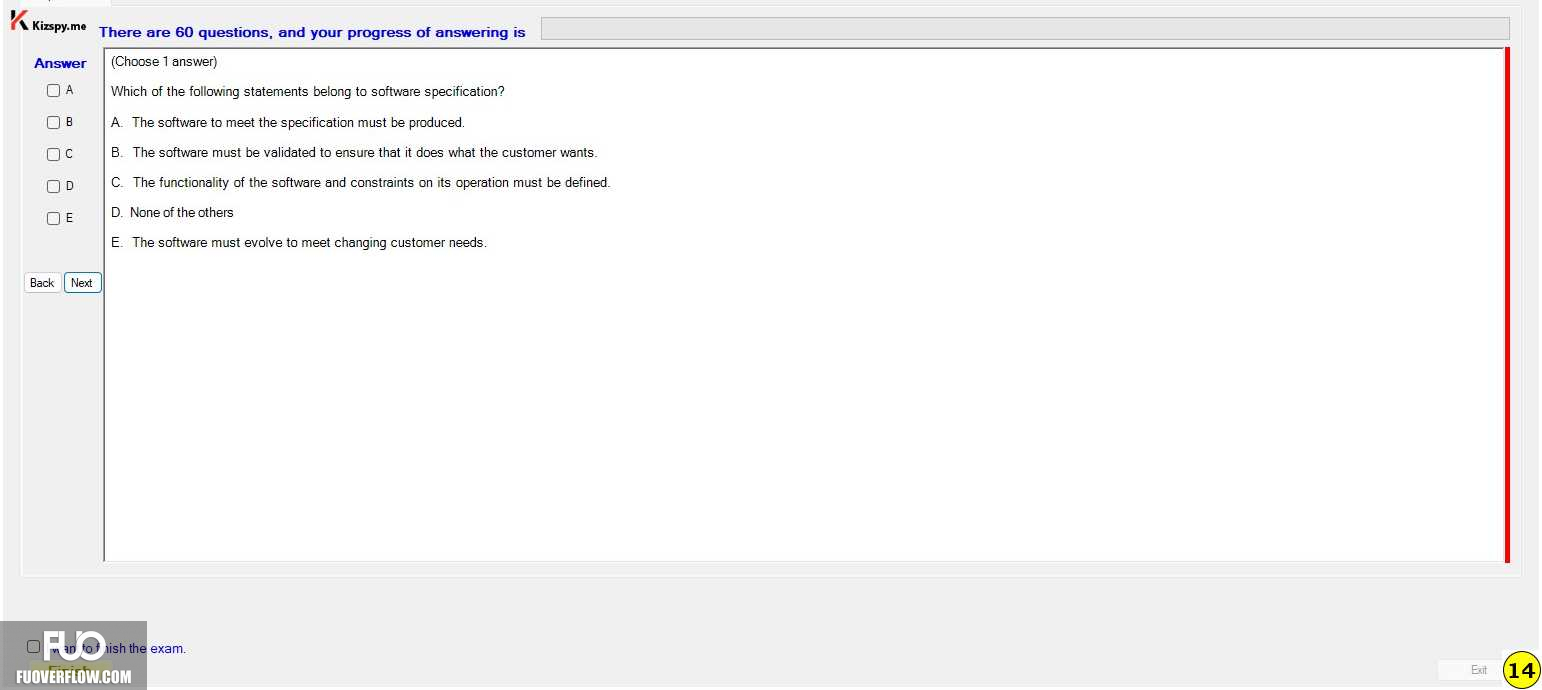 Kizspy.me
There are 60 questions, and your progress of answering is
Answer
(Choose 1 answer)
A
Which of the following statements belong to software specification?
B
A. The software to meet the specification must be produced.
C
B. The software must be validated to ensure that it does what the customer wants.
D
C. The functionality of the software and constraints on its operation must be defined.
E
D. None of the others
E. The software must evolve to meet changing customer needs.
Back Next
FUO
want to finish the exam.
Finish
FUOVERFLOW.COM
Exit
14